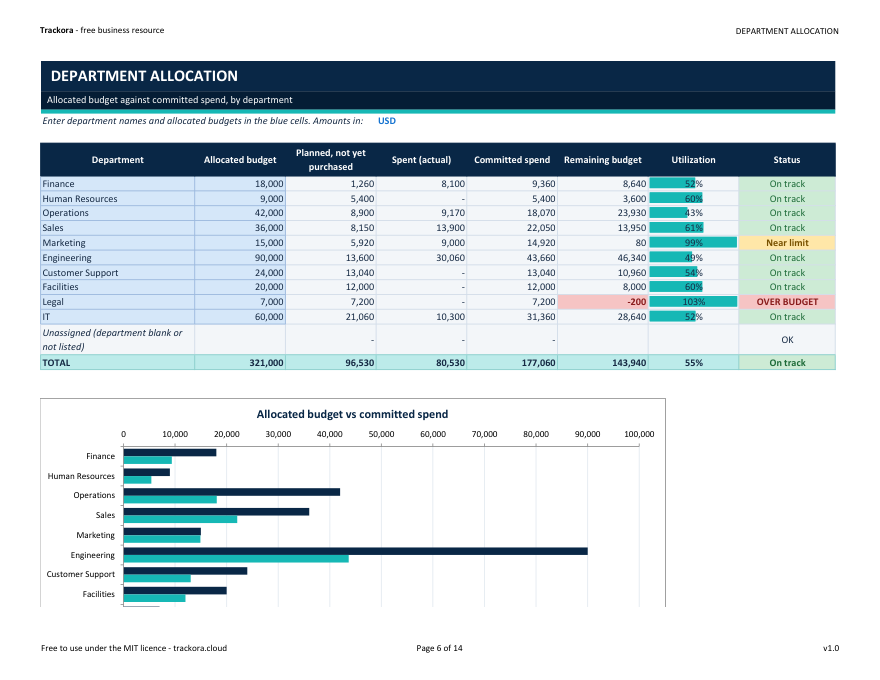 Trackora - free business resource DEPARTMENT ALLOCATION
DEPARTMENT ALLOCATION
Allocated budget against committed spend, by department
Enter department names and allocated budgets in the blue cells. Amounts in: USD
Department Allocated budget Planned, not yet purchased Spent (actual) Committed spend Remaining budget Utilization Status
Finance 18,000 1,260 8,100 9,360 8,640 52% On track
Human Resources 9,000 5,400 - 5,400 3,600 60% On track
Operations 42,000 8,900 9,170 18,070 23,930 43% On track
Sales 36,000 8,150 13,900 22,050 13,950 61% On track
Marketing 15,000 5,920 9,000 14,920 80 99% Near limit
Engineering 90,000 13,600 30,060 43,660 46,340 49% On track
Customer Support 24,000 13,040 - 13,040 10,960 54% On track
Facilities 20,000 12,000 - 12,000 8,000 60% On track
Legal 7,000 7,200 - 7,200 -200 103% OVER BUDGET
IT 60,000 21,060 10,300 31,360 28,640 52% On track
Unassigned (department blank or not listed) - - - OK
TOTAL 321,000 96,530 80,530 177,060 143,940 55% On track
Allocated budget vs committed spend
0 10,000 20,000 30,000 40,000 50,000 60,000 70,000 80,000 90,000 100,000
Finance
Human Resources
Operations
Sales
Marketing
Engineering
Customer Support
Facilities
Free to use under the MIT licence - trackora.cloud Page 6 of 14 v1.0